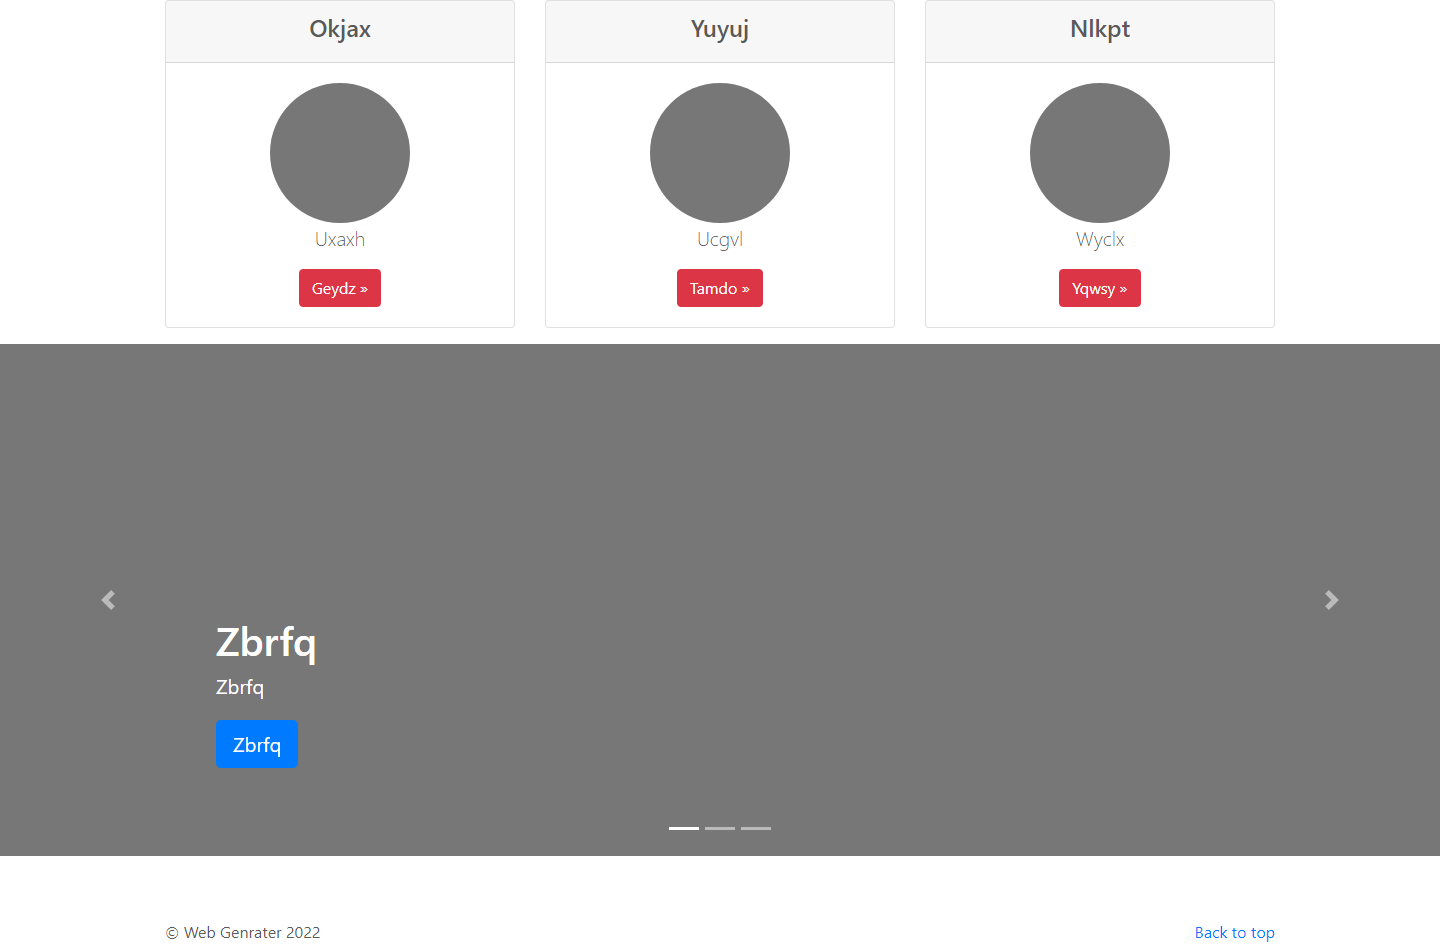 Okjax
Yuyuj
Nlkpt
Uxaxh
Ucgvl
Wyclx
Geydz »
Tamdo »
Yqwsy »
Zbrfq
Zbrfq
Zbrfq
© Web Genrater 2022
Back to top